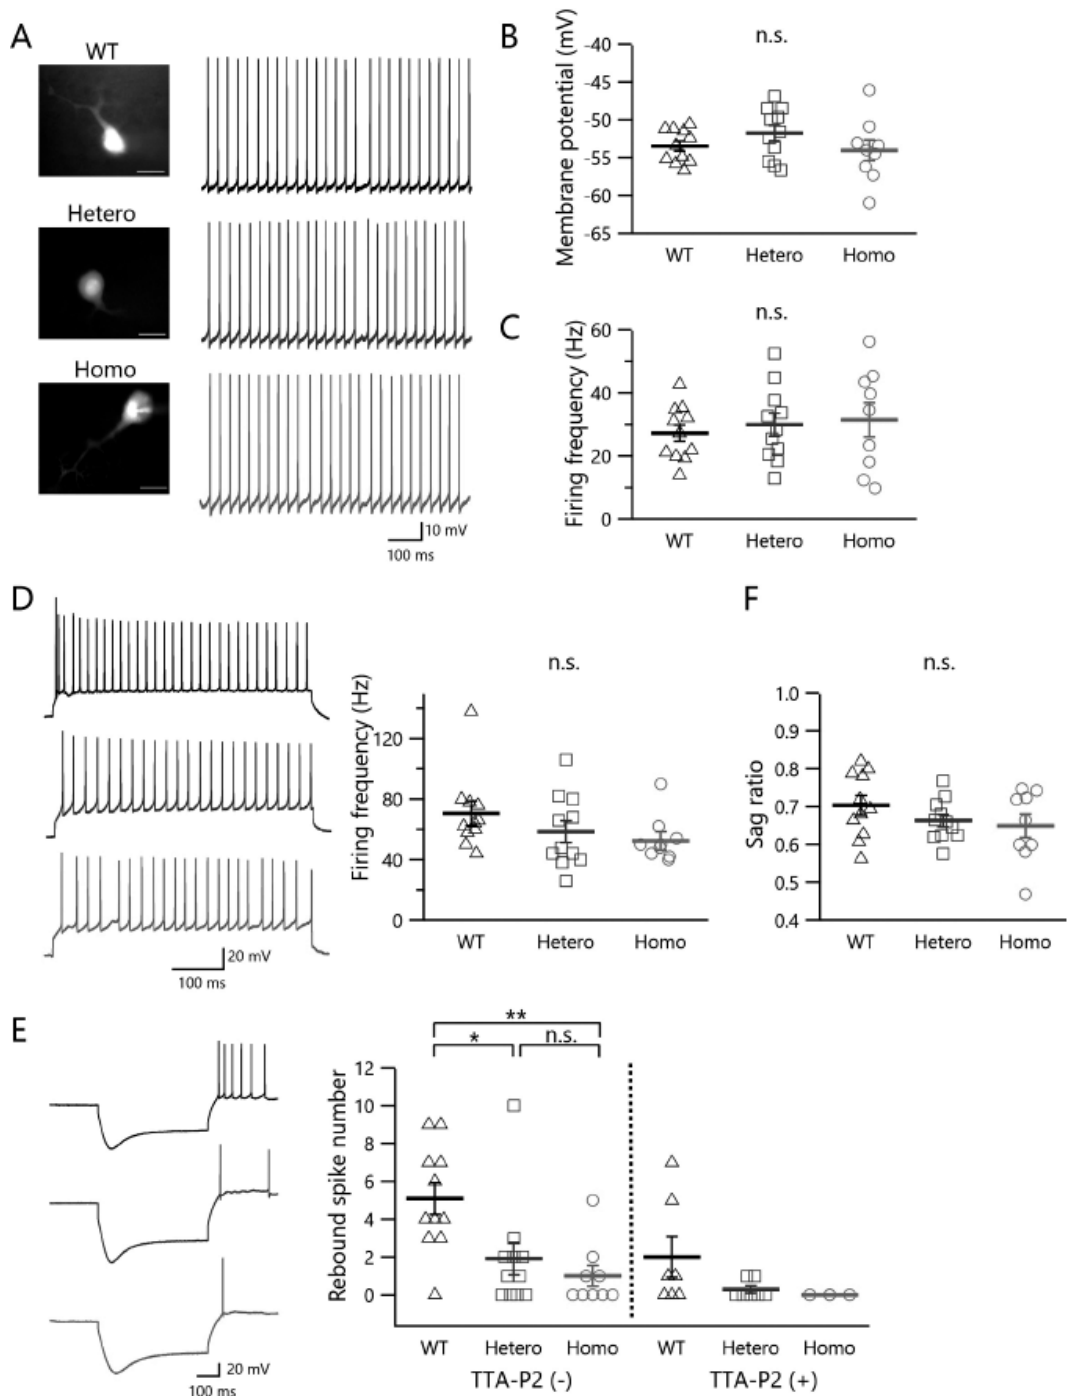 A
WT
Hetero
Homo
10 mV
100 ms
B
n.s.
Membrane potential (mV)
-40
-45
-50
-55
-60
-65
WT Hetero Homo
C
n.s.
Firing frequency (Hz)
60
40
20
0
WT Hetero Homo
D
20 mV
100 ms
n.s.
Firing frequency (Hz)
120
80
40
0
WT Hetero Homo
F
n.s.
Sag ratio
1.0
0.9
0.8
0.7
0.6
0.5
0.4
WT Hetero Homo
E
20 mV
100 ms
**
* n.s.
Rebound spike number
12
10
8
6
4
2
0
WT Hetero Homo WT Hetero Homo
TTA-P2 (-) TTA-P2 (+)